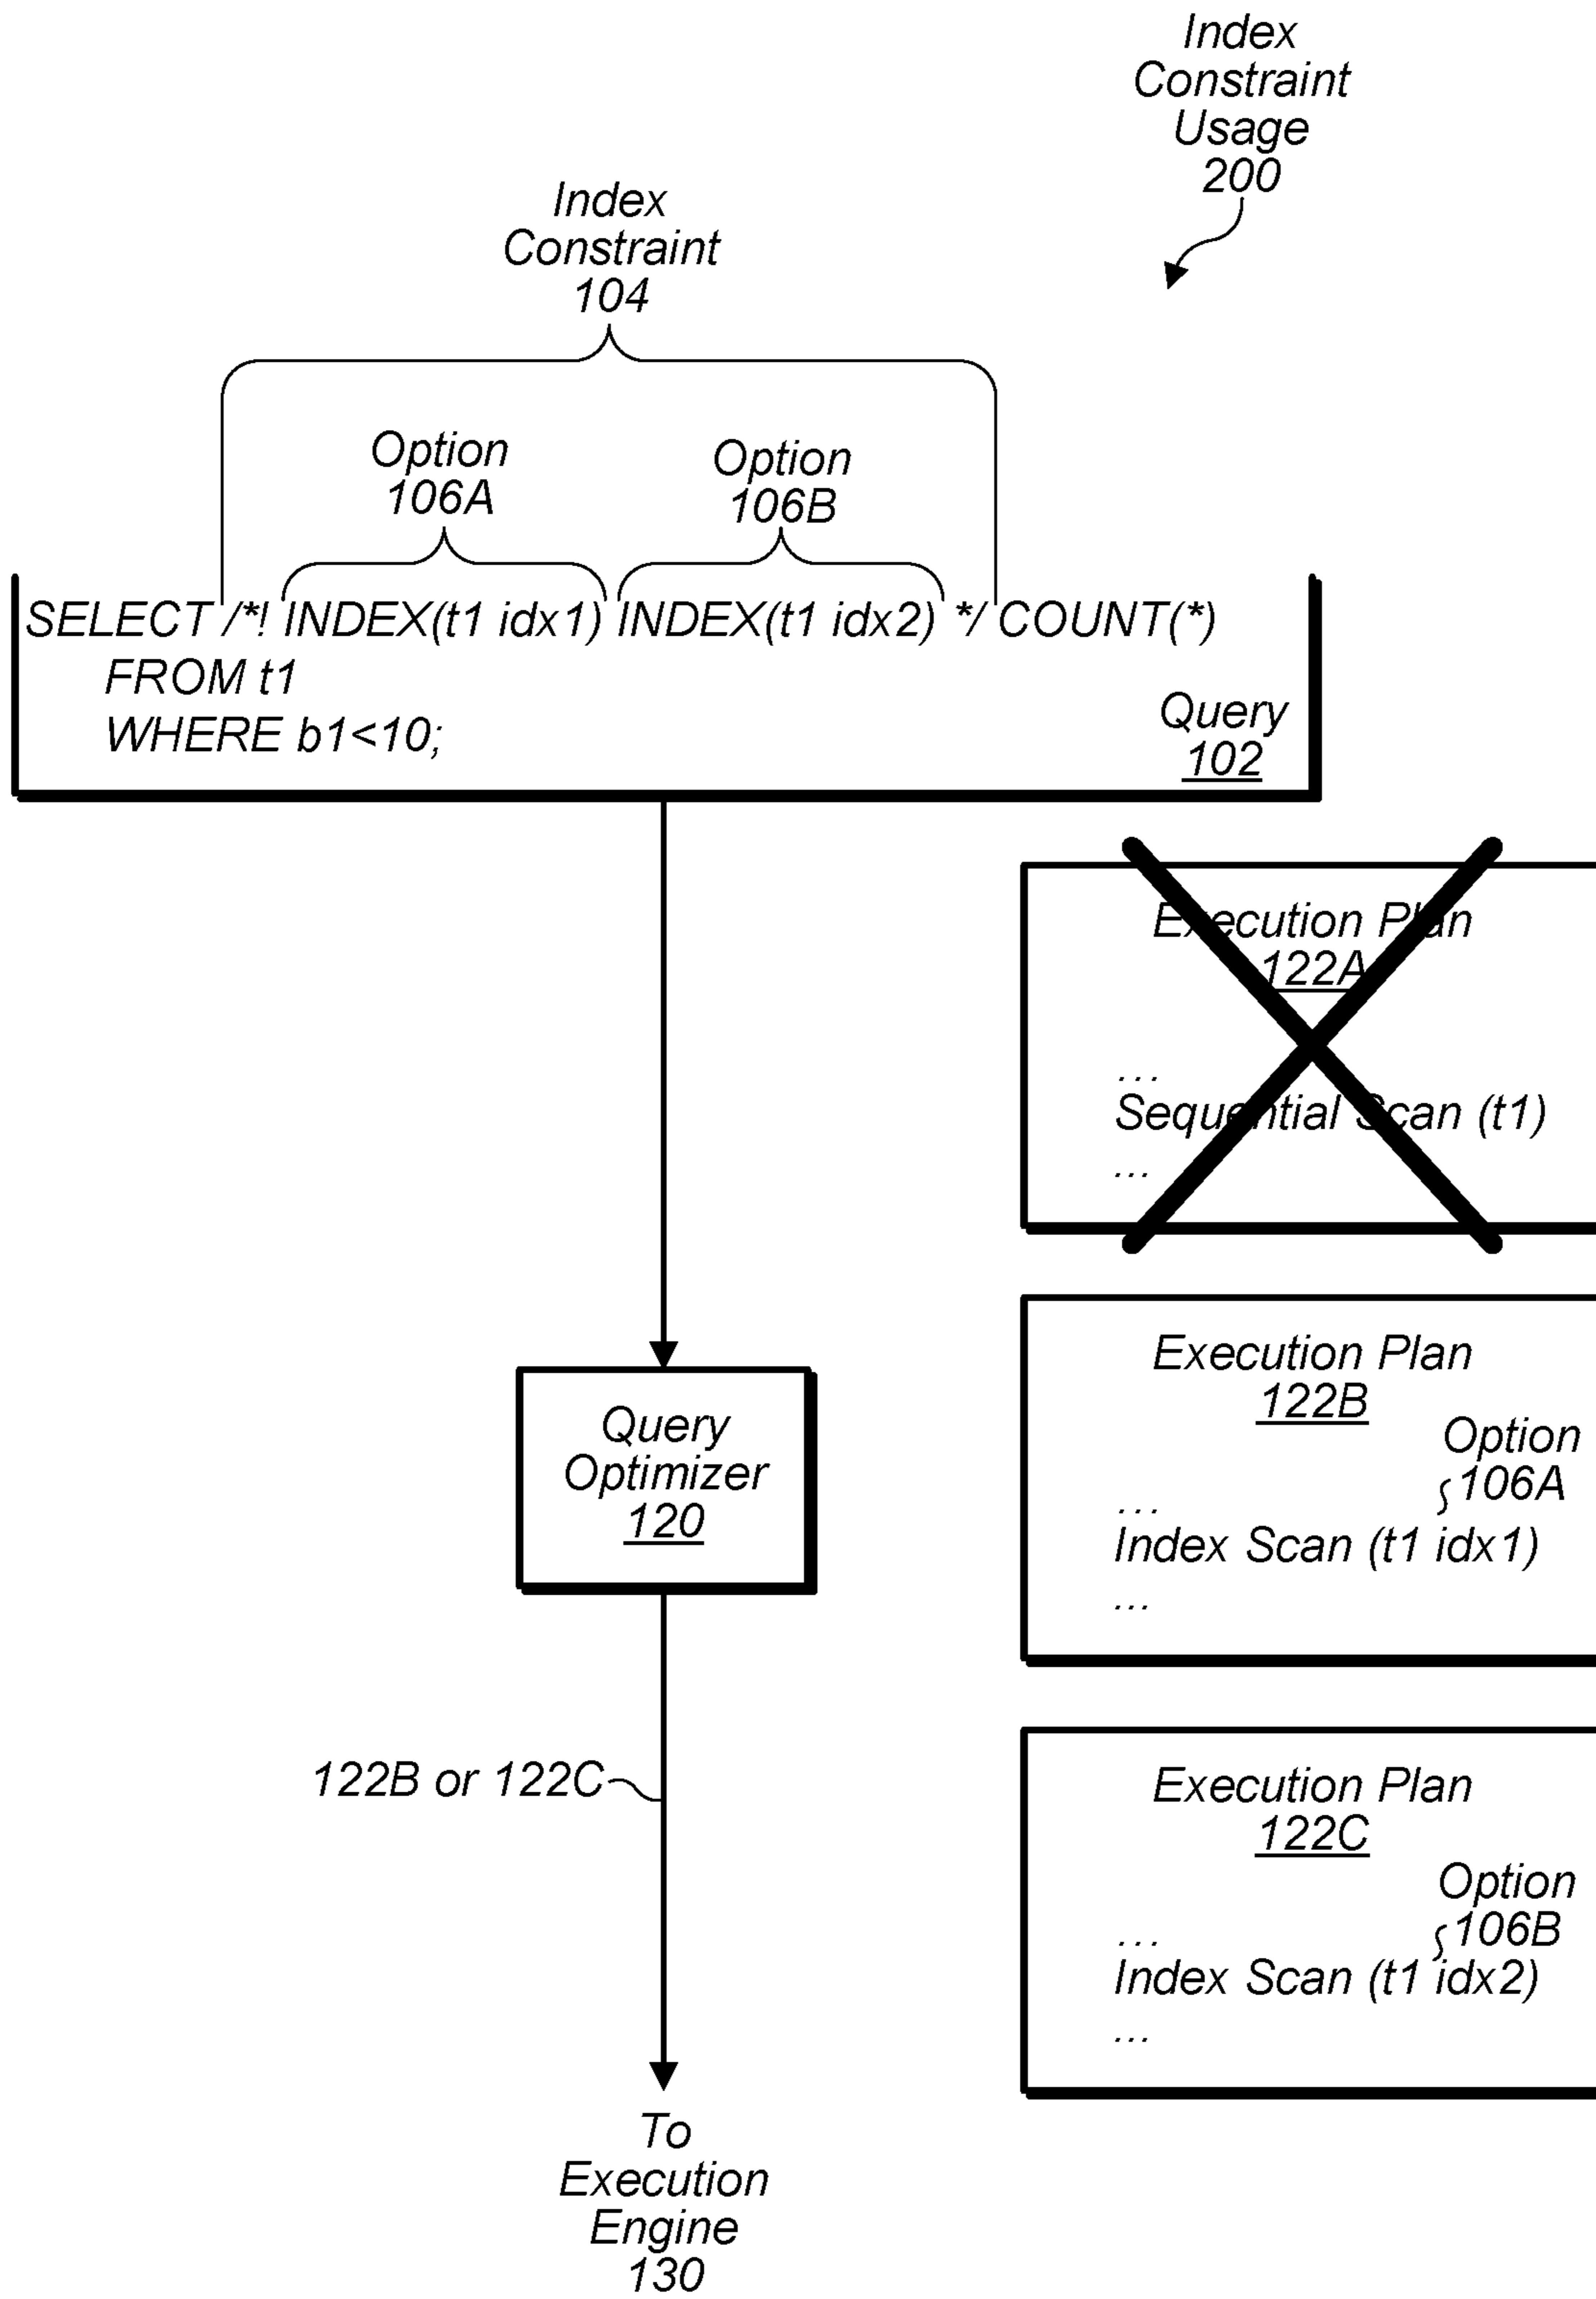 Index
Constraint
Usage
200
Index
Constraint
104
Option
106A
Option
106B
SELECT /*! INDEX(t1 idx1) INDEX(t1 idx2) */ COUNT(*)
FROM t1
WHERE b1<10;
Query
102
Execution Plan
122A
...
Sequential Scan (t1)
...
Execution Plan
122B
Option
106A
...
Index Scan (t1 idx1)
...
Query
Optimizer
120
122B or 122C
Execution Plan
122C
Option
106B
...
Index Scan (t1 idx2)
...
To
Execution
Engine
130